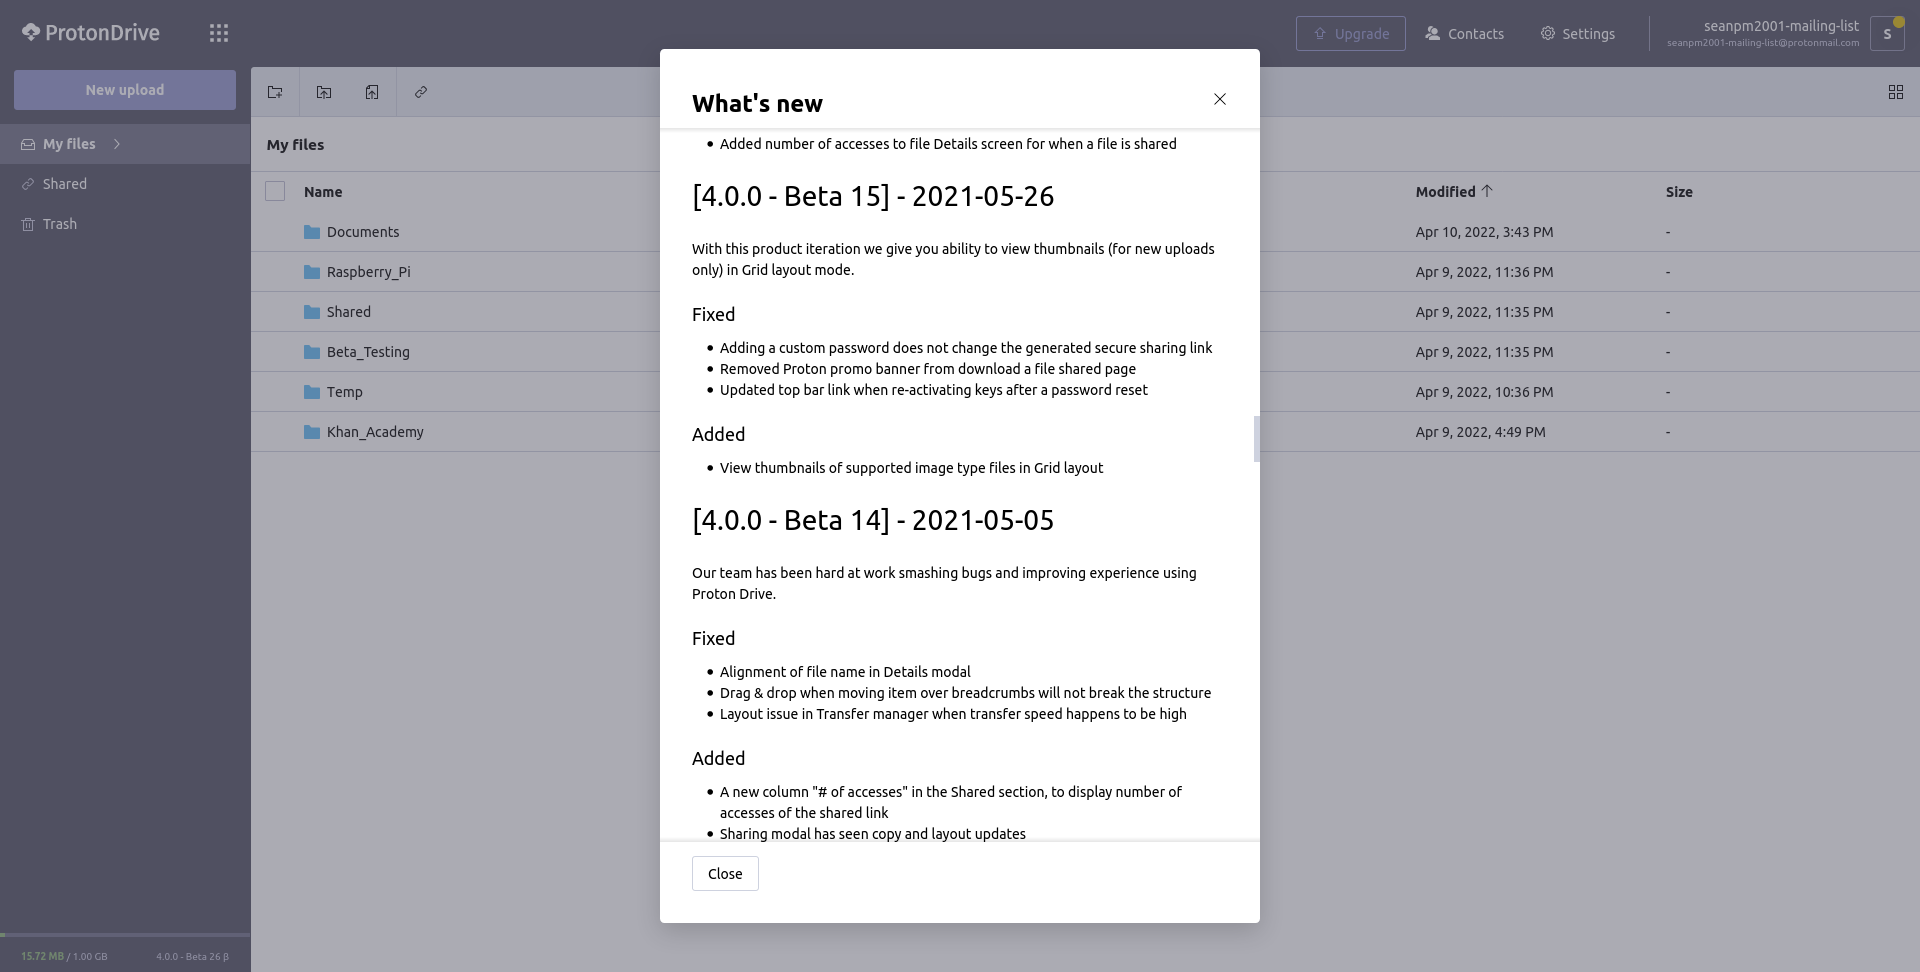 ProtonDrive
Upgrade
Contacts
Settings
seanpm2001-mailing-list
seanpm2001-mailing-list@protonmail.com
S
New upload
My files
Shared
Trash
My files
Name
Modified
Size
Documents
Apr 10, 2022, 3:43 PM
-
Raspberry_Pi
Apr 9, 2022, 11:36 PM
-
Shared
Apr 9, 2022, 11:35 PM
-
Beta_Testing
Apr 9, 2022, 11:35 PM
-
Temp
Apr 9, 2022, 10:36 PM
-
Khan_Academy
Apr 9, 2022, 4:49 PM
-
What's new
• Added number of accesses to file Details screen for when a file is shared
[4.0.0 - Beta 15] - 2021-05-26
With this product iteration we give you ability to view thumbnails (for new uploads
only) in Grid layout mode.
Fixed
• Adding a custom password does not change the generated secure sharing link
• Removed Proton promo banner from download a file shared page
• Updated top bar link when re-activating keys after a password reset
Added
• View thumbnails of supported image type files in Grid layout
[4.0.0 - Beta 14] - 2021-05-05
Our team has been hard at work smashing bugs and improving experience using
Proton Drive.
Fixed
• Alignment of file name in Details modal
• Drag & drop when moving item over breadcrumbs will not break the structure
• Layout issue in Transfer manager when transfer speed happens to be high
Added
• A new column "# of accesses" in the Shared section, to display number of
accesses of the shared link
• Sharing modal has seen copy and layout updates
Close
15.72 MB / 1.00 GB
4.0.0 - Beta 26 β